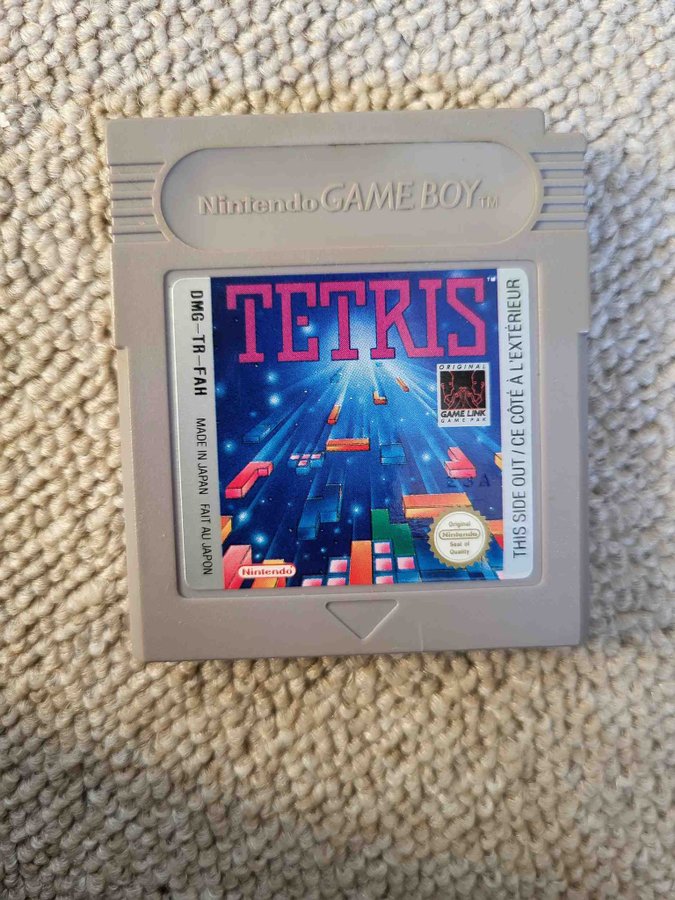 Nintendo GAME BOY TM
DMG-TR-FAH
MADE IN JAPAN FAIT AU JAPON
TETRIS TM
ORIGINAL
GAME LINK
GAME PAK
23A
Original
Nintendo
Seal of
Quality
Nintendo
THIS SIDE OUT / CE CÔTÉ À L'EXTÉRIEUR